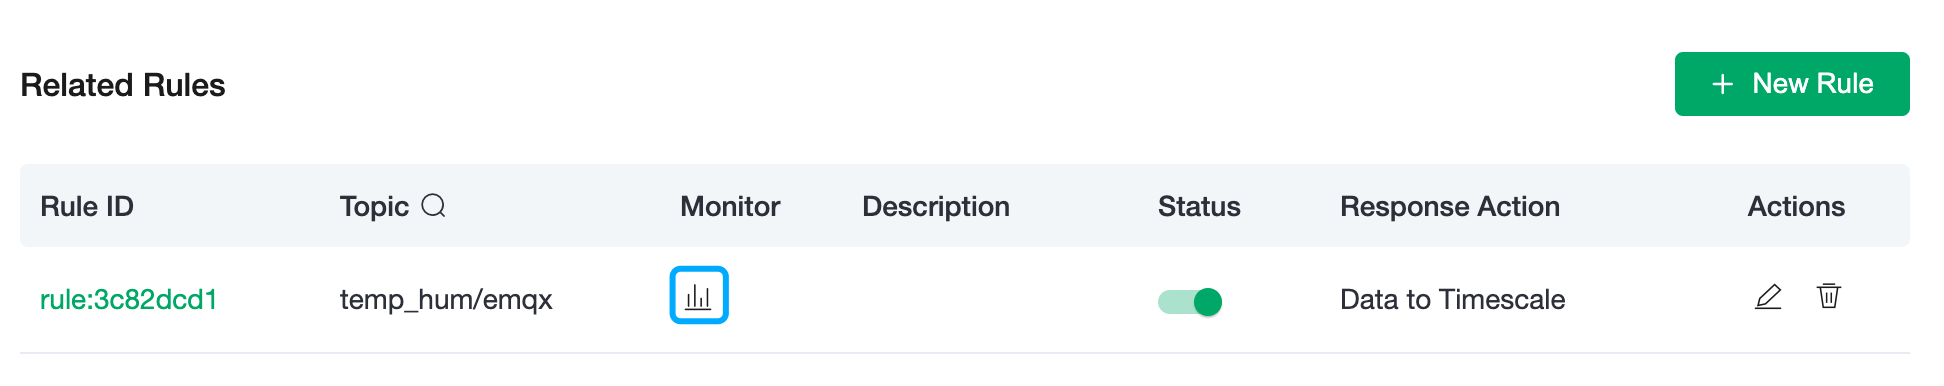 Related Rules
+ New Rule
Rule ID Topic Monitor Description Status Response Action Actions
rule:3c82dcd1 temp_hum/emqx Data to Timescale